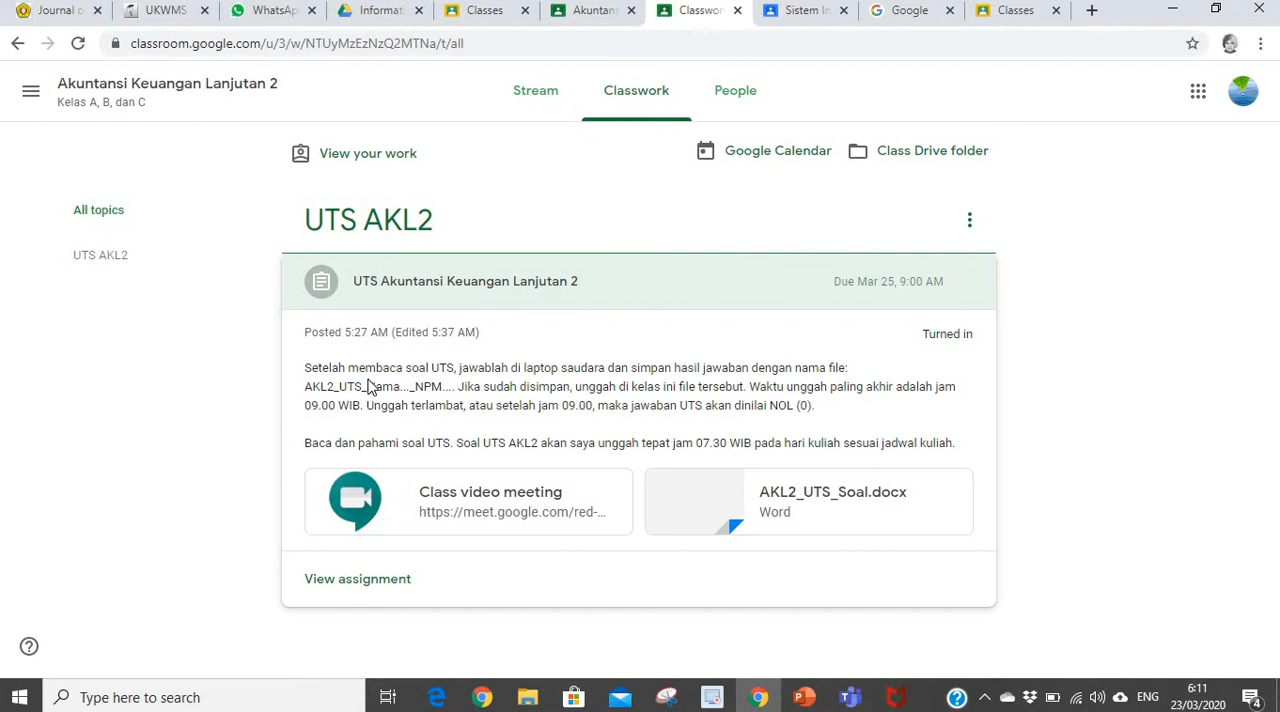 Journal o
UKWMS
WhatsAp
Informati
Classes
Akuntan
Classwo
Sistem In
Google
Classes
classroom.google.com/u/3/w/NTUyMzEzNzQ2MTNa/t/all
Akuntansi Keuangan Lanjutan 2
Kelas A, B, dan C
Stream
Classwork
People
View your work
Google Calendar
Class Drive folder
All topics
UTS AKL2
UTS AKL2
UTS Akuntansi Keuangan Lanjutan 2
Due Mar 25, 9:00 AM
Posted 5:27 AM (Edited 5:37 AM)
Turned in
Setelah membaca soal UTS, jawablah di laptop saudara dan simpan hasil jawaban dengan nama file:
AKL2_UTS_Nama..._NPM.... Jika sudah disimpan, unggah di kelas ini file tersebut. Waktu unggah paling akhir adalah jam
09.00 WIB. Unggah terlambat, atau setelah jam 09.00, maka jawaban UTS akan dinilai NOL (0).
Baca dan pahami soal UTS. Soal UTS AKL2 akan saya unggah tepat jam 07.30 WIB pada hari kuliah sesuai jadwal kuliah.
Class video meeting
https://meet.google.com/red-...
AKL2_UTS_Soal.docx
Word
View assignment
Type here to search
ENG
6:11
23/03/2020
4